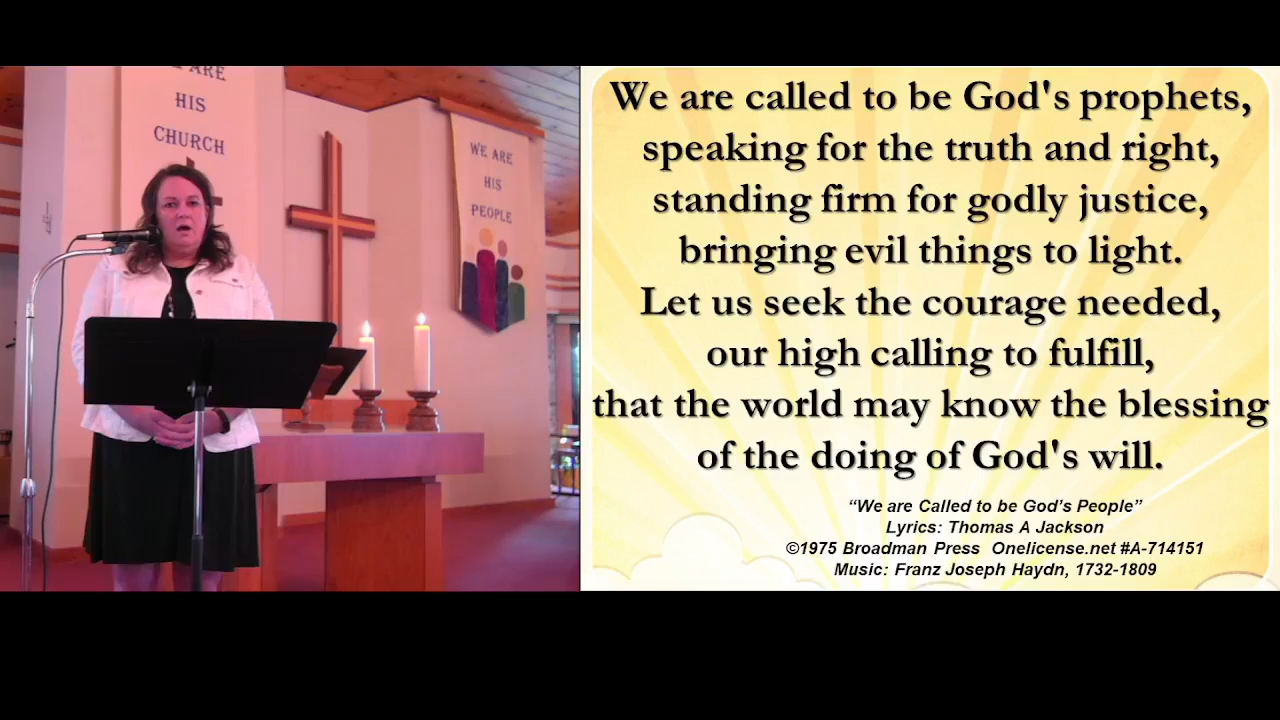 ARE
HIS
CHURCH
WE ARE
HIS
PEOPLE
We are called to be God's prophets,
speaking for the truth and right,
standing firm for godly justice,
bringing evil things to light.
Let us seek the courage needed,
our high calling to fulfill,
that the world may know the blessing
of the doing of God's will.
“We are Called to be God’s People”
Lyrics: Thomas A Jackson
©1975 Broadman Press Onelicense.net #A-714151
Music: Franz Joseph Haydn, 1732-1809